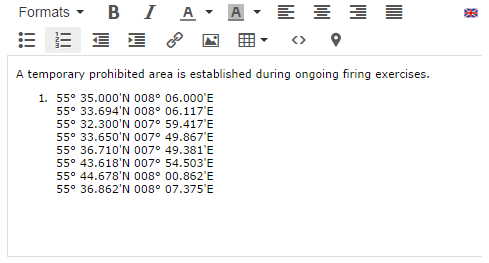 Formats B I A A
A temporary prohibited area is established during ongoing firing exercises.
1. 55° 35.000'N 008° 06.000'E
55° 33.694'N 008° 06.117'E
55° 32.300'N 007° 59.417'E
55° 33.650'N 007° 49.867'E
55° 36.710'N 007° 49.381'E
55° 43.618'N 007° 54.503'E
55° 44.678'N 008° 00.862'E
55° 36.862'N 008° 07.375'E